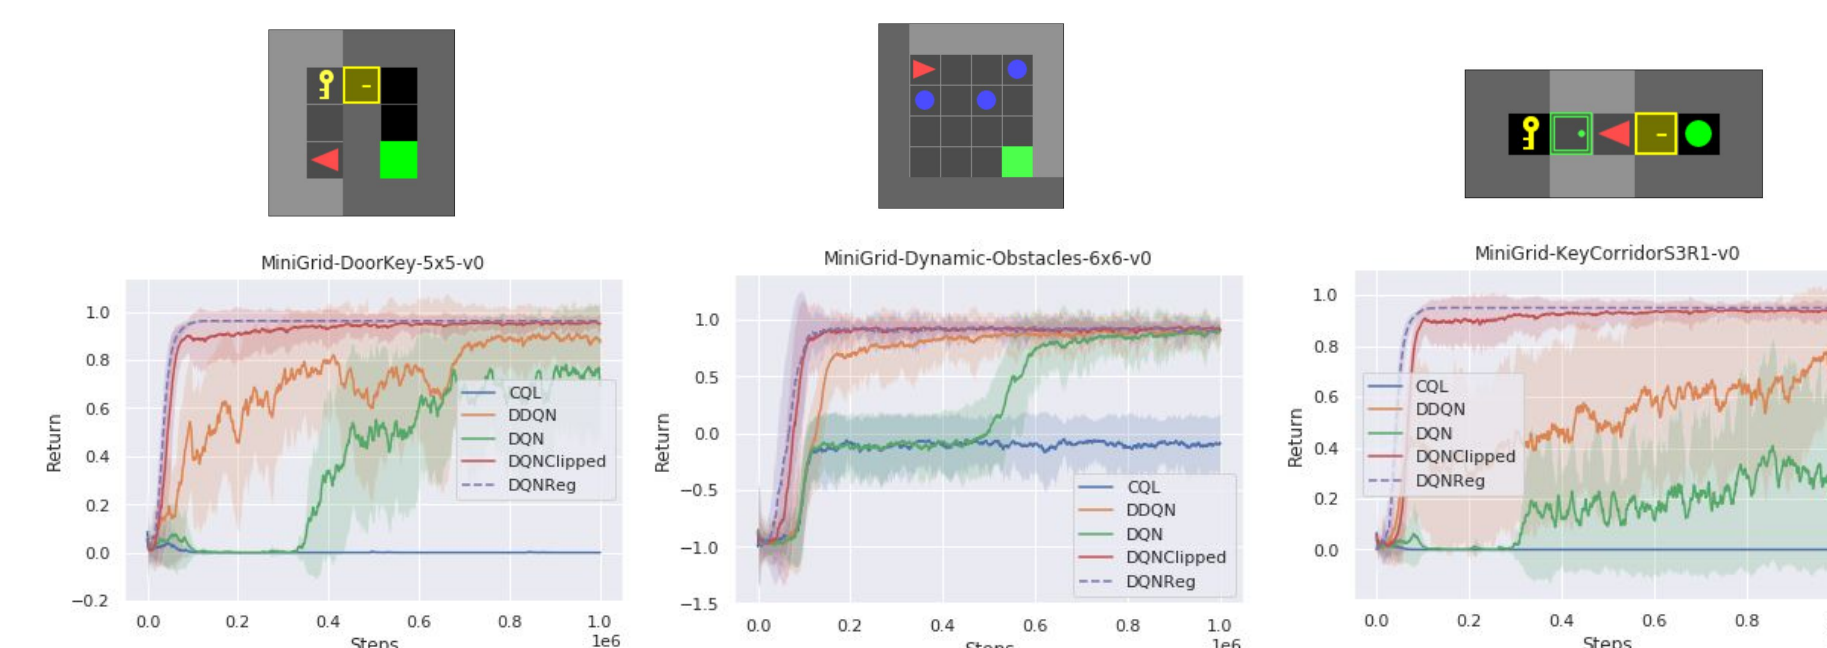 MiniGrid-DoorKey-5x5-v0
1.0
0.8
0.6
0.4
0.2
0.0
−0.2
Return
CQL
DDQN
DQN
DQNClipped
DQNReg
0.0 0.2 0.4 0.6 0.8 1.0
1e6
Steps
MiniGrid-Dynamic-Obstacles-6x6-v0
1.0
0.5
0.0
−0.5
−1.0
−1.5
Return
CQL
DDQN
DQN
DQNClipped
DQNReg
0.0 0.2 0.4 0.6 0.8 1.0
1e6
Steps
MiniGrid-KeyCorridorS3R1-v0
1.0
0.8
0.6
0.4
0.2
0.0
Return
CQL
DDQN
DQN
DQNClipped
DQNReg
0.0 0.2 0.4 0.6 0.8
Steps